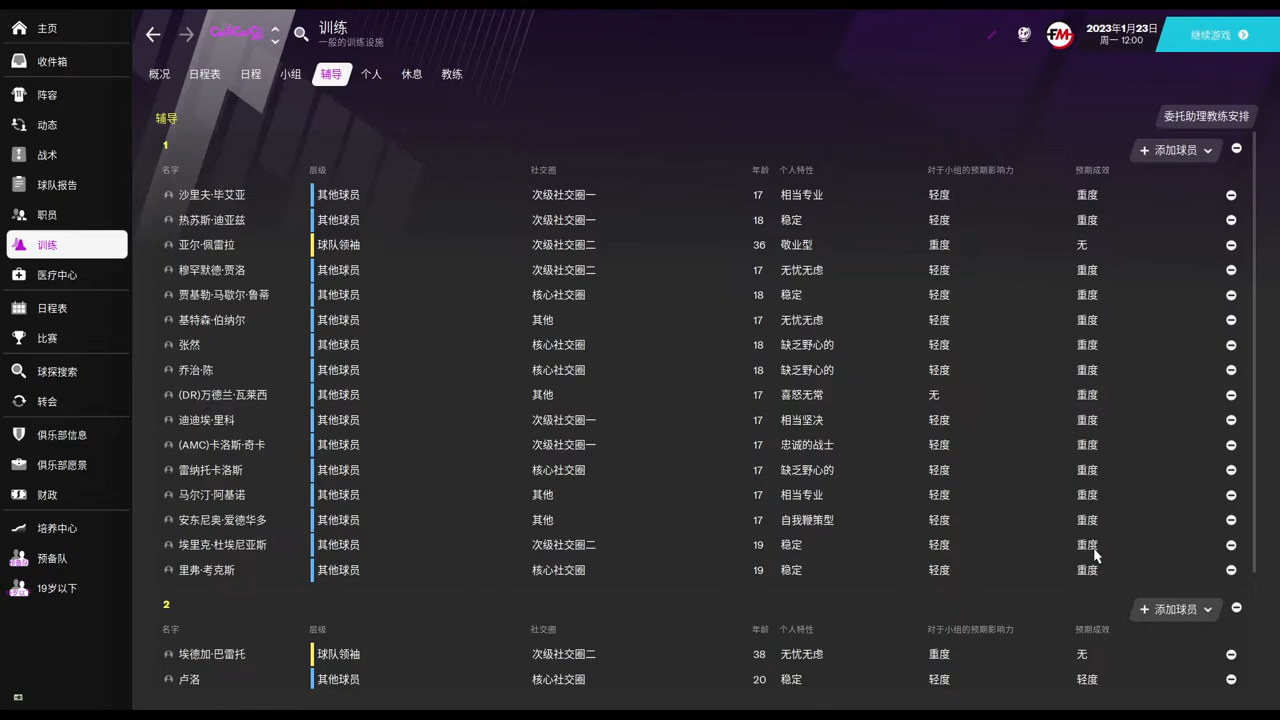 主页
收件箱
阵容
动态
战术
球队报告
职员
训练
医疗中心
日程表
比赛
球探搜索
转会
俱乐部信息
俱乐部愿景
财政
培养中心
预备队
19岁以下
训练
一般的训练设施
FM
2023年1月23日
周一 12:00
继续游戏
概况 日程表 日程 小组 辅导 个人 休息 教练
辅导
委托助理教练安排
1
添加球员
名字 层级 社交圈 年龄 个人特性 对于小组的预期影响力 预期成效
沙里夫·毕艾亚 其他球员 次级社交圈一 17 相当专业 轻度 重度
热苏斯·迪亚兹 其他球员 次级社交圈一 18 稳定 轻度 重度
亚尔·佩雷拉 球队领袖 次级社交圈二 36 敬业型 重度 无
穆罕默德·贾洛 其他球员 次级社交圈二 17 无忧无虑 轻度 重度
贾基勒·马歇尔·鲁蒂 其他球员 核心社交圈 18 稳定 轻度 重度
基特森·伯纳尔 其他球员 其他 17 无忧无虑 轻度 重度
张然 其他球员 核心社交圈 18 缺乏野心的 轻度 重度
乔治·陈 其他球员 核心社交圈 18 缺乏野心的 轻度 重度
(DR)万德兰·瓦莱西 其他球员 其他 17 喜怒无常 无 重度
迪迪埃·里科 其他球员 次级社交圈一 17 相当坚决 轻度 重度
(AMC)卡洛斯·奇卡 其他球员 次级社交圈一 17 忠诚的战士 轻度 重度
雷纳托卡洛斯 其他球员 核心社交圈 17 缺乏野心的 轻度 重度
马尔汀·阿基诺 其他球员 其他 17 相当专业 轻度 重度
安东尼奥·爱德华多 其他球员 其他 17 自我鞭策型 轻度 重度
埃里克·杜埃尼亚斯 其他球员 次级社交圈二 19 稳定 轻度 重度
里弗·考克斯 其他球员 核心社交圈 19 稳定 轻度 重度
2
添加球员
名字 层级 社交圈 年龄 个人特性 对于小组的预期影响力 预期成效
埃德加·巴雷托 球队领袖 次级社交圈二 38 无忧无虑 重度 无
卢洛 其他球员 核心社交圈 20 稳定 轻度 轻度